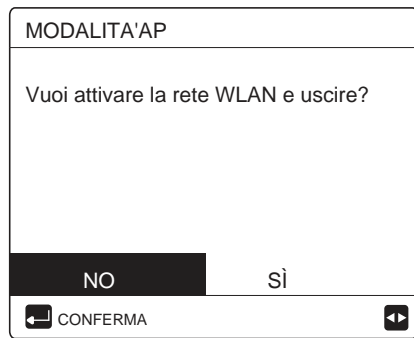 MODALITA'AP
Vuoi attivare la rete WLAN e uscire?
NO SÌ
CONFERMA